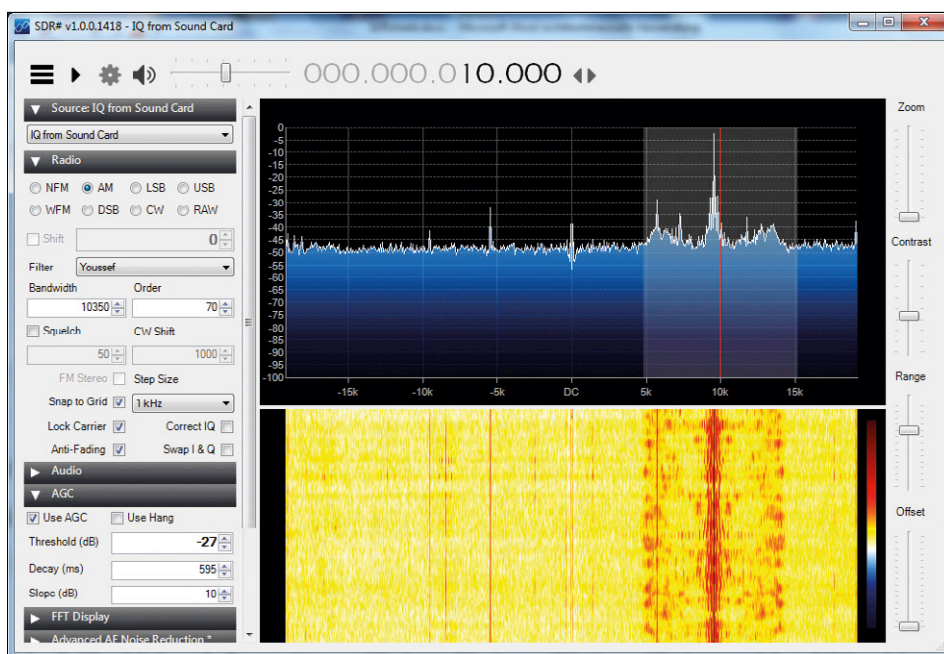 SDR# v1.0.0.1418 - IQ from Sound Card
000.000.010.000
Source: IQ from Sound Card
IQ from Sound Card
Radio
NFM AM LSB USB
WFM DSB CW RAW
Shift 0
Filter Youssef
Bandwidth Order
10350 70
Squelch CW Shift
50 1000
FM Stereo Step Size
Snap to Grid 1 kHz
Lock Carrier Correct IQ
Anti-Fading Swap I & Q
Audio
AGC
Use AGC Use Hang
Threshold (dB) -27
Decay (ms) 595
Slope (dB) 10
FFT Display
Advanced AF Noise Reduction *
0
-5
-10
-15
-20
-25
-30
-35
-40
-45
-50
-55
-60
-65
-70
-75
-80
-85
-90
-95
-100
-15k -10k -5k DC 5k 10k 15k
Zoom
Contrast
Range
Offset